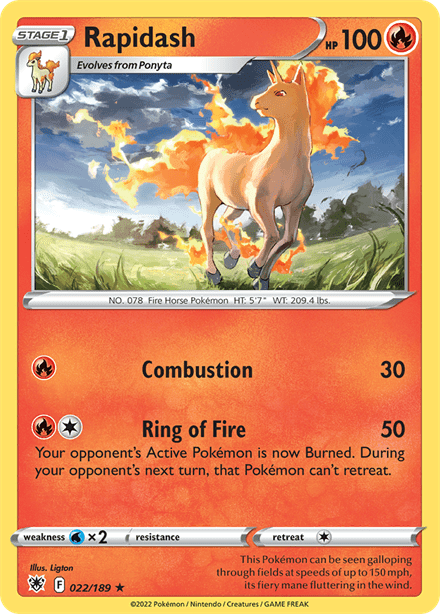 STAGE 1 Rapidash HP 100
Evolves from Ponyta
NO. 078 Fire Horse Pokémon HT: 5'7" WT: 209.4 lbs.
Combustion 30
Ring of Fire 50
Your opponent's Active Pokémon is now Burned. During
your opponent's next turn, that Pokémon can't retreat.
weakness ×2 resistance retreat
Illus. Ligton
This Pokémon can be seen galloping
through fields at speeds of up to 150 mph,
its fiery mane fluttering in the wind.
F 022/189 ★
©2022 Pokémon / Nintendo / Creatures / GAME FREAK